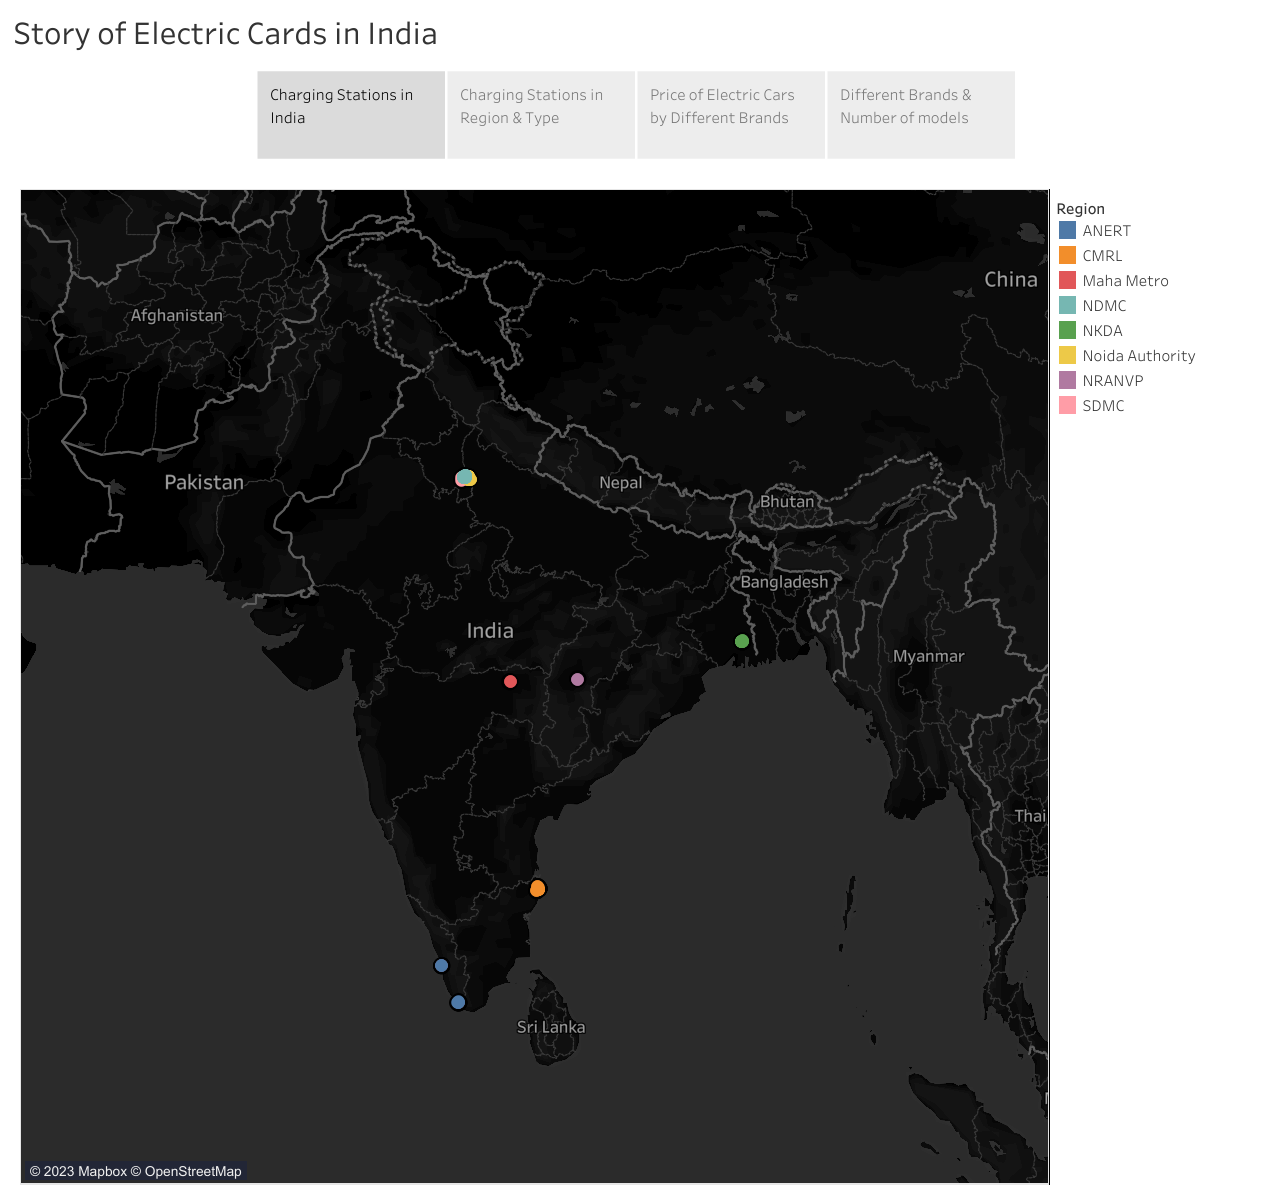 Story of Electric Cards in India
Charging Stations in
India
Charging Stations in
Region & Type
Price of Electric Cars
by Different Brands
Different Brands &
Number of models
Region
ANERT
CMRL
Maha Metro
NDMC
NKDA
Noida Authority
NRANVP
SDMC
China
Afghanistan
Pakistan
Nepal
Bhutan
Bangladesh
India
Myanmar
Thai
Sri Lanka
© 2023 Mapbox © OpenStreetMap